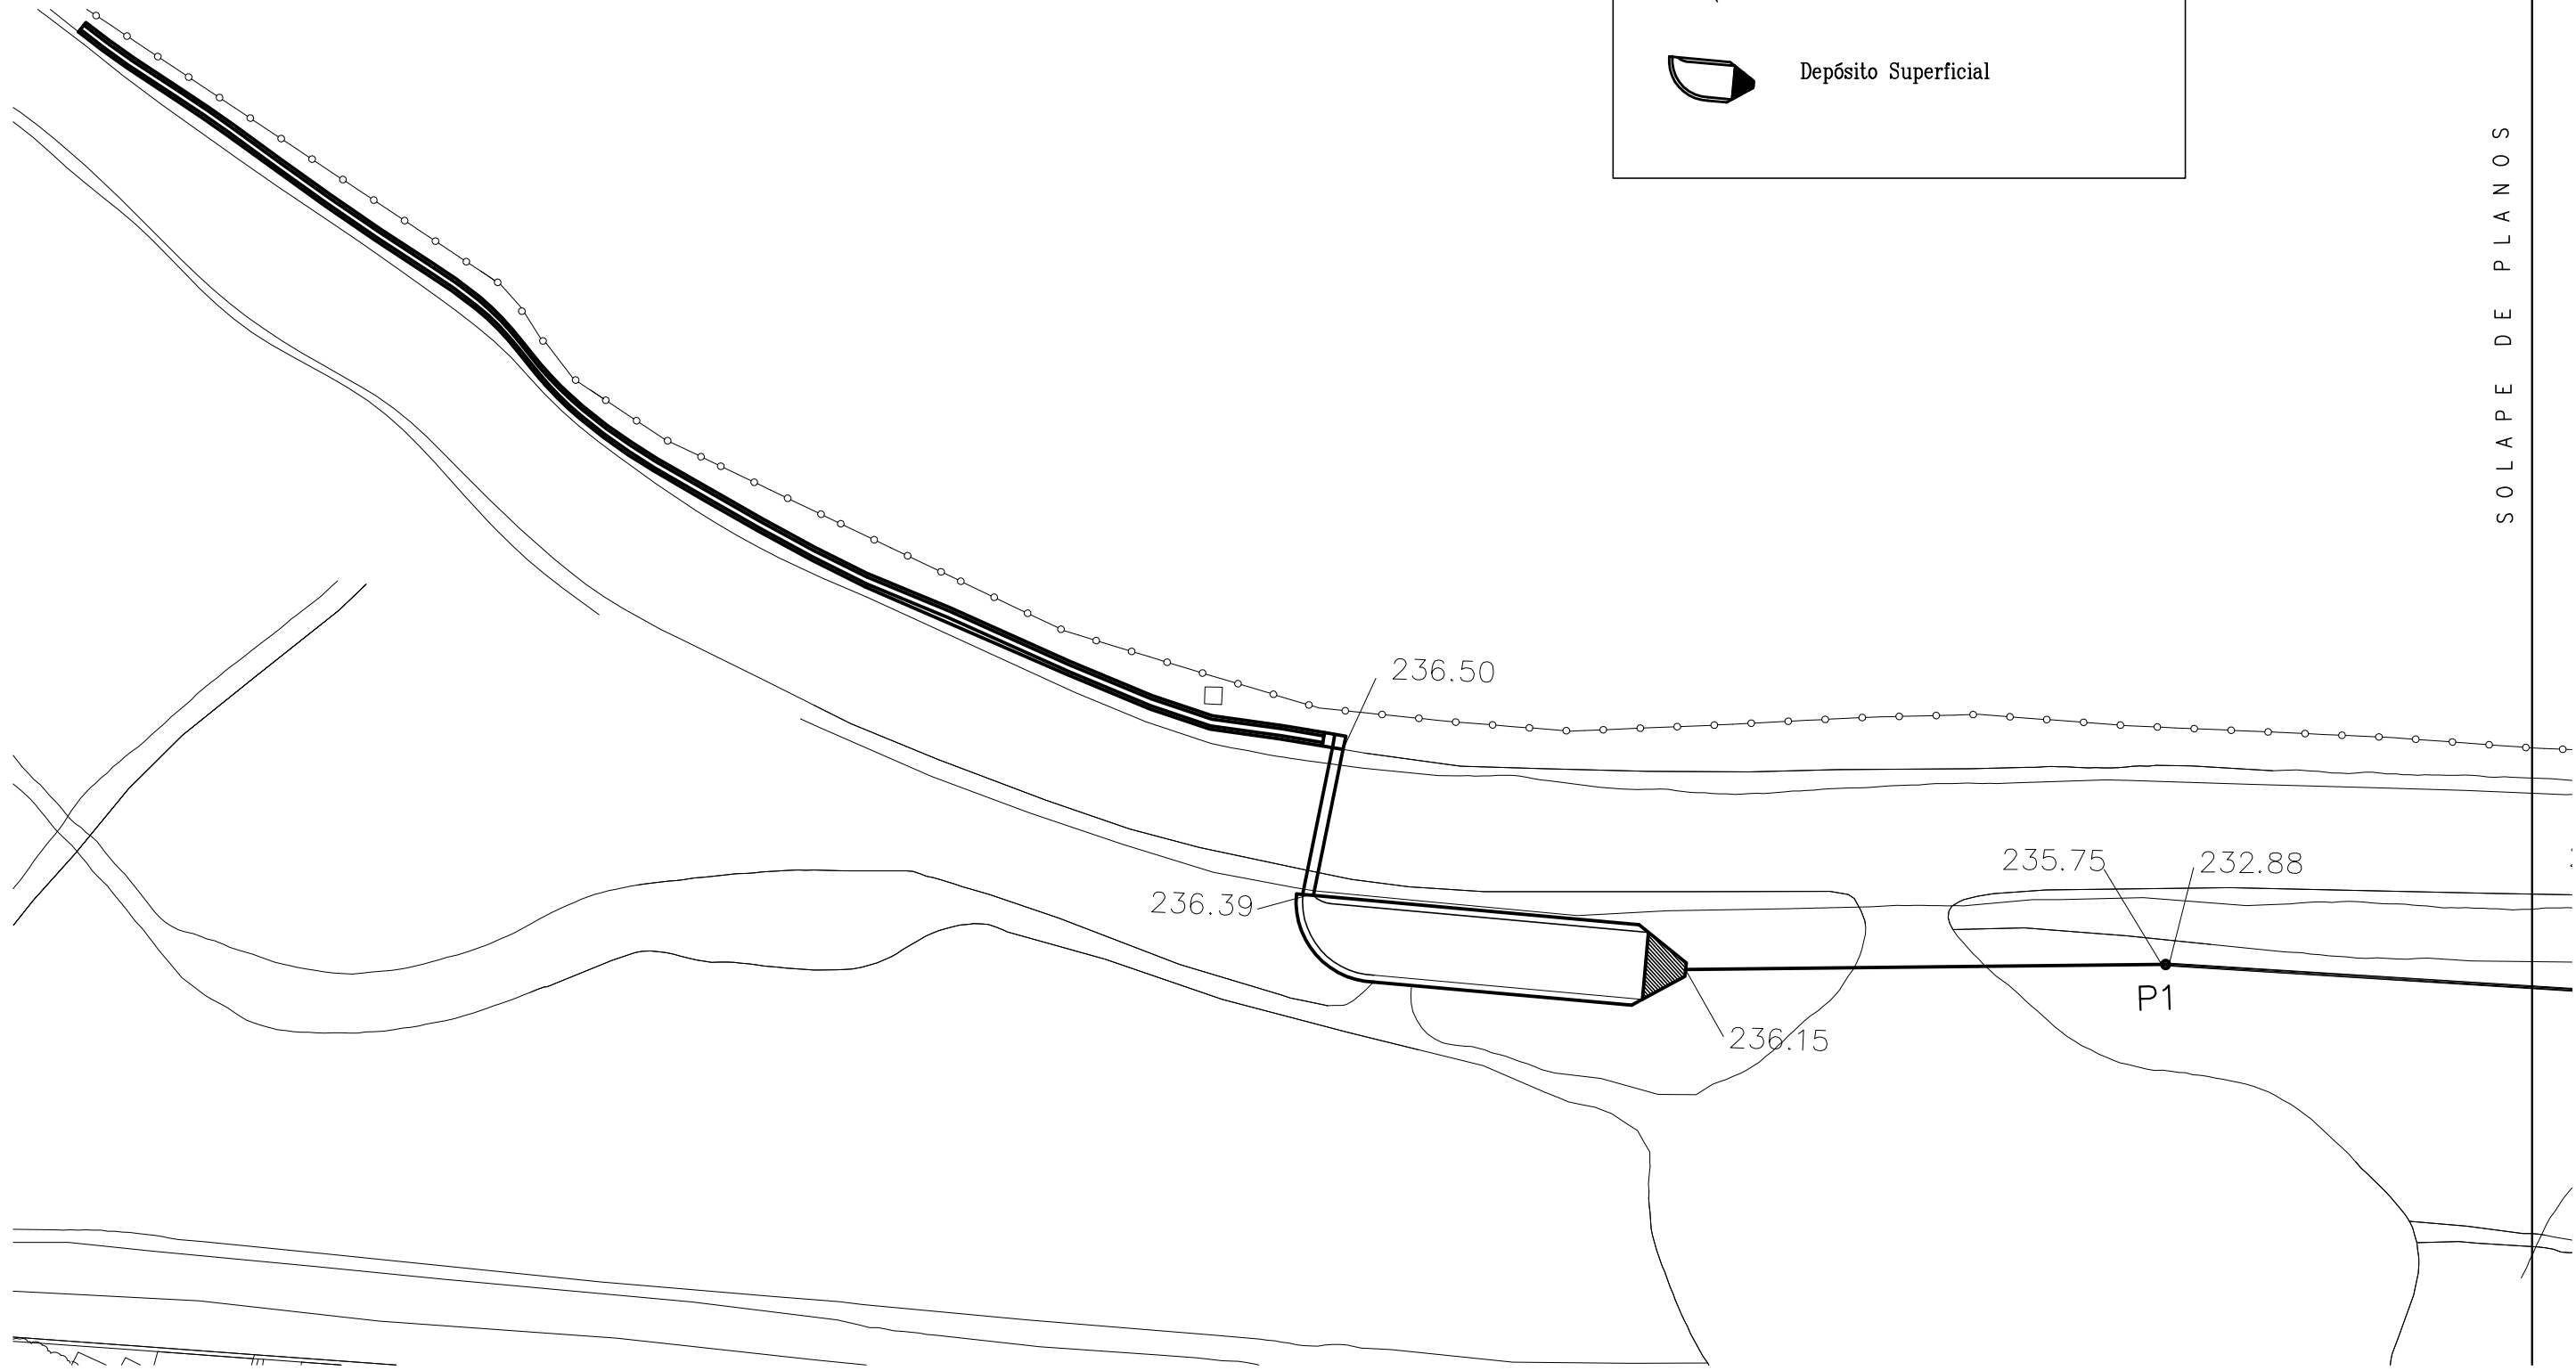 Depósito Superficial
SOLAPE DE PLANOS
236.50
235.75
232.88
236.39
P1
236.15